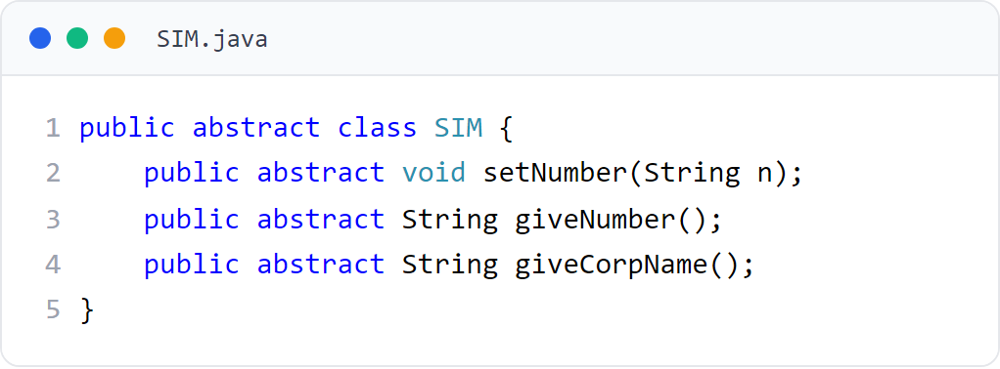 SIM.java
1 public abstract class SIM {
2     public abstract void setNumber(String n);
3     public abstract String giveNumber();
4     public abstract String giveCorpName();
5 }